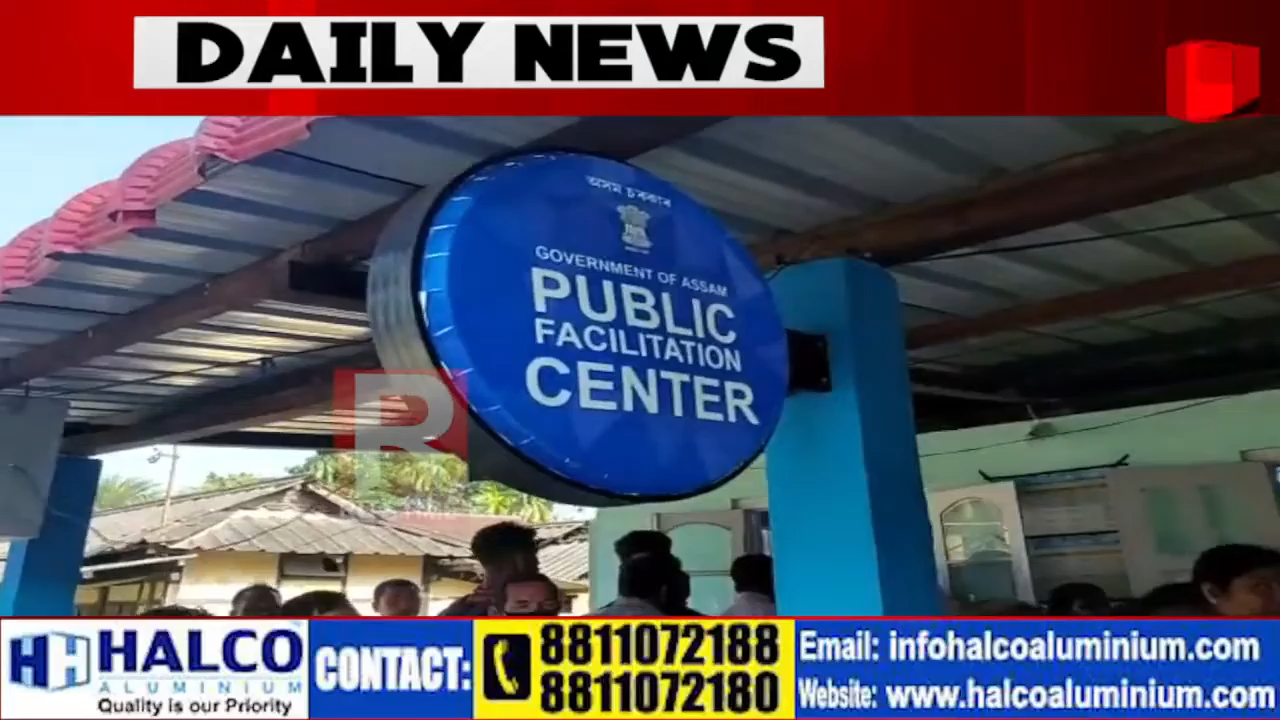 DAILY NEWS
অসম চৰকাৰ
GOVERNMENT OF ASSAM
PUBLIC
FACILITATION
CENTER
R
HALCO
ALUMINIUM
Quality is our Priority
CONTACT:
8811072188
8811072180
Email: infohalcoaluminium.com
Website: www.halcoaluminium.com